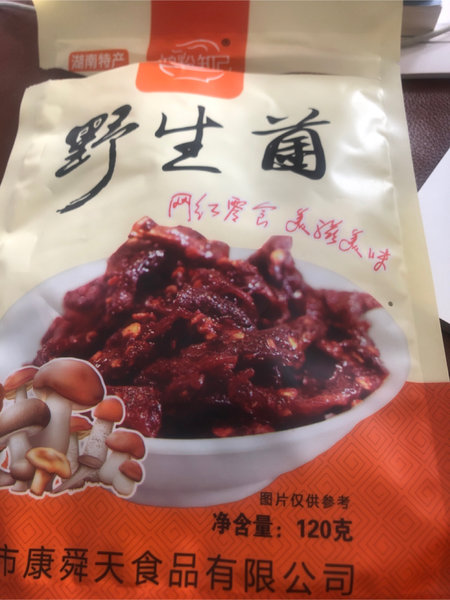 湖南特产
®
野生菌
网红零食 美滋美味
图片仅供参考
净含量：120克
市康舜天食品有限公司